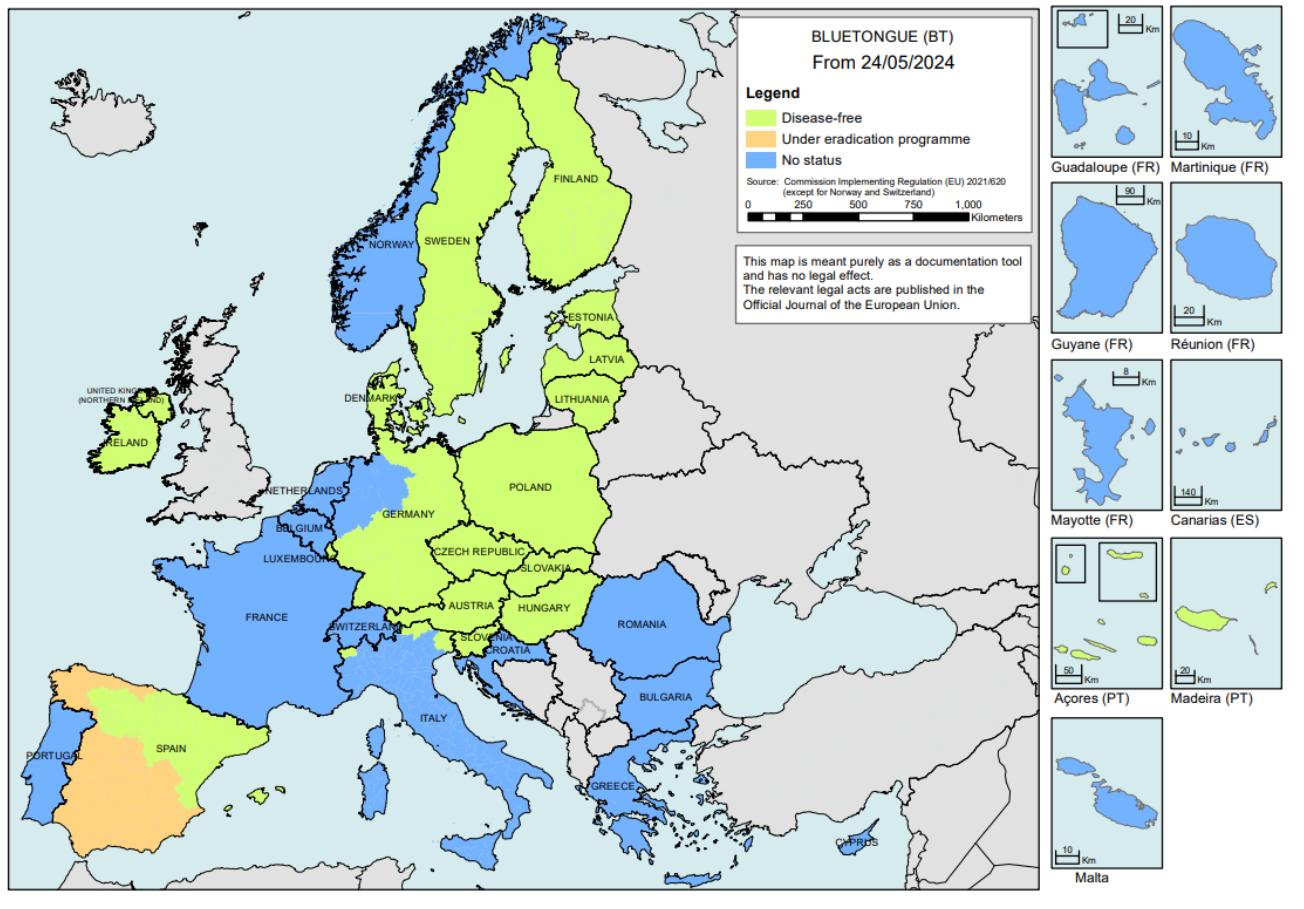 BLUETONGUE (BT)
From 24/05/2024
Legend
Disease-free
Under eradication programme
No status
Source: Commission Implementing Regulation (EU) 2021/620
(except for Norway and Switzerland)
0 250 500 750 1,000
Kilometers
This map is meant purely as a documentation tool
and has no legal effect.
The relevant legal acts are published in the
Official Journal of the European Union.
FINLAND
NORWAY
SWEDEN
ESTONIA
LATVIA
LITHUANIA
DENMARK
UNITED KING
(NORTHERN
IRELAND
NETHERLANDS
BELGIUM
LUXEMBOURG
GERMANY
POLAND
CZECH REPUBLIC
SLOVAKIA
AUSTRIA
HUNGARY
FRANCE
SWITZERLAND
SLOVENIA
CROATIA
ROMANIA
BULGARIA
ITALY
SPAIN
PORTUGAL
GREECE
CYPRUS
20
Km
Guadaloupe (FR)
10
Km
Martinique (FR)
90
Km
Guyane (FR)
20
Km
Réunion (FR)
8
Km
Mayotte (FR)
140
Km
Canarias (ES)
50
Km
Açores (PT)
20
Km
Madeira (PT)
10
Km
Malta